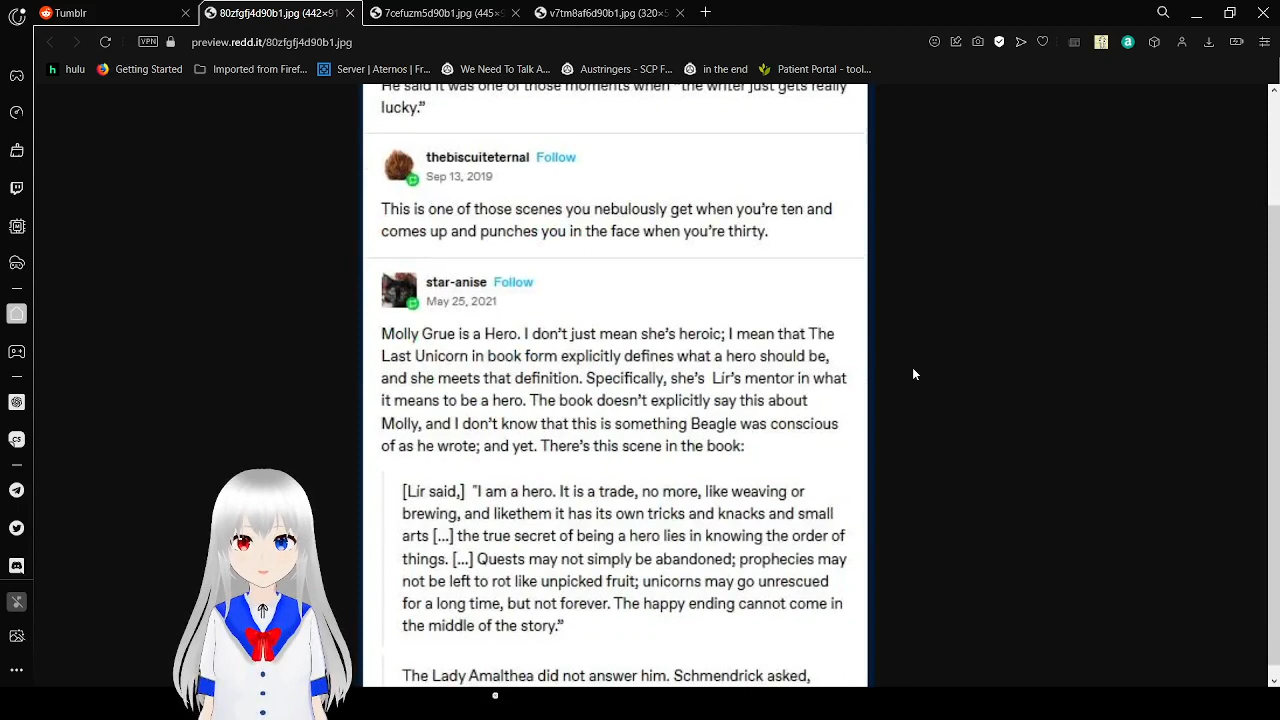 Tumblr
80zfgfj4d90b1.jpg (442×91
7cefuzm5d90b1.jpg (445×
v7tm8af6d90b1.jpg (320×5
VPN
preview.redd.it/80zfgfj4d90b1.jpg
hulu
Getting Started
Imported from Firef...
Server | Aternos | Fr...
We Need To Talk A...
Austringers - SCP F...
in the end
Patient Portal - tool...
He said it was one of those moments when "the writer just gets really
lucky."
thebiscuiteternal Follow
Sep 13, 2019
This is one of those scenes you nebulously get when you're ten and
comes up and punches you in the face when you're thirty.
star-anise Follow
May 25, 2021
Molly Grue is a Hero. I don't just mean she's heroic; I mean that The
Last Unicorn in book form explicitly defines what a hero should be,
and she meets that definition. Specifically, she's Lír's mentor in what
it means to be a hero. The book doesn't explicitly say this about
Molly, and I don't know that this is something Beagle was conscious
of as he wrote; and yet. There's this scene in the book:
[Lír said,] "I am a hero. It is a trade, no more, like weaving or
brewing, and likethem it has its own tricks and knacks and small
arts [...] the true secret of being a hero lies in knowing the order of
things. [...] Quests may not simply be abandoned; prophecies may
not be left to rot like unpicked fruit; unicorns may go unrescued
for a long time, but not forever. The happy ending cannot come in
the middle of the story."
The Lady Amalthea did not answer him. Schmendrick asked,